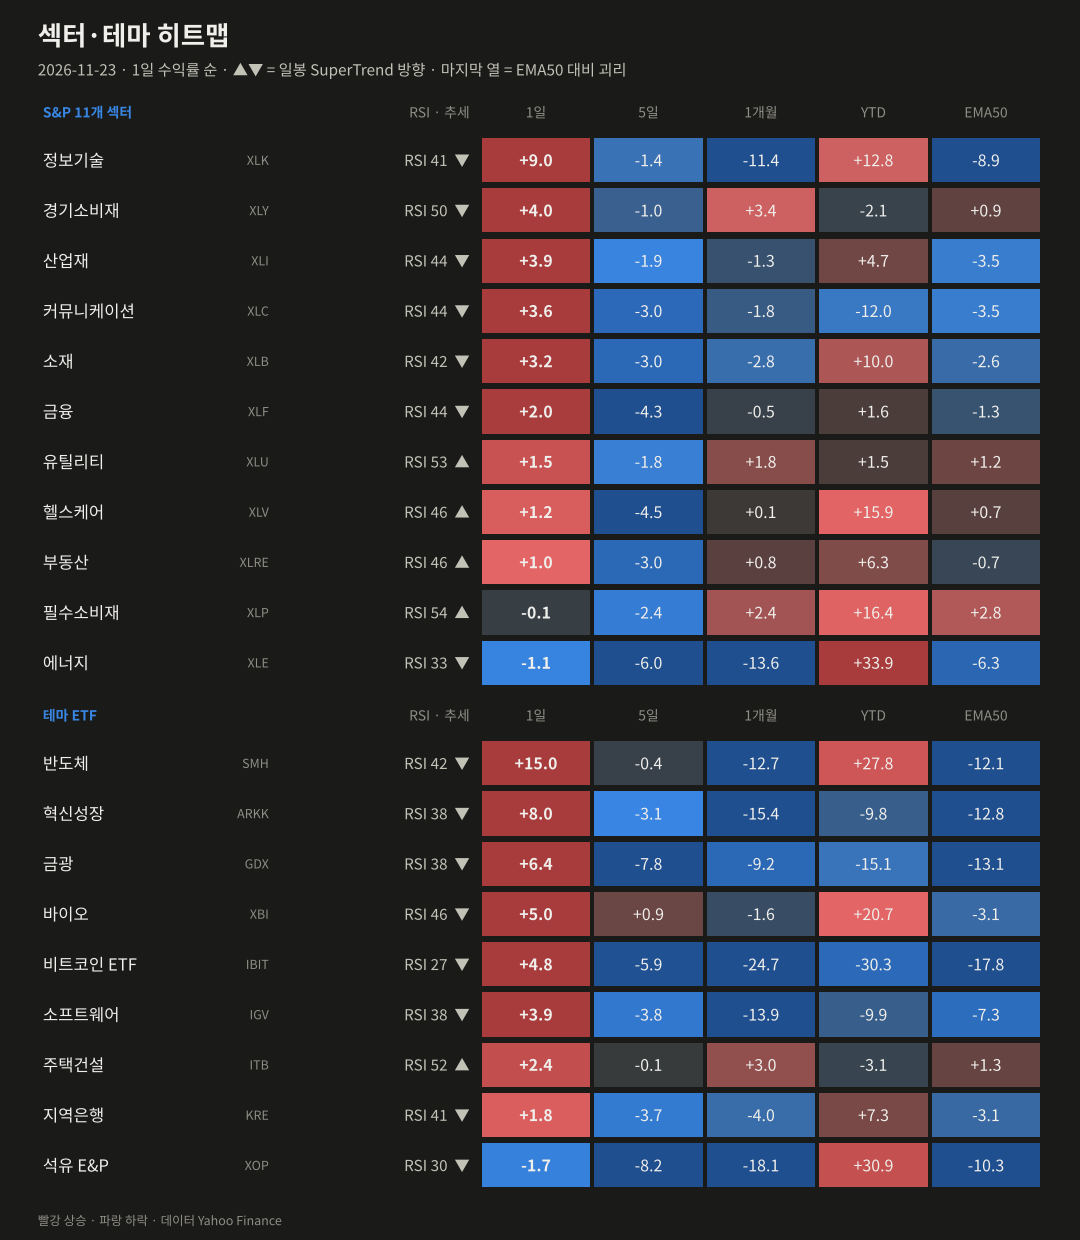 섹터·테마 히트맵
2026-11-23 · 1일 수익률 순 · ▲▼ = 일봉 SuperTrend 방향 · 마지막 열 = EMA50 대비 괴리
S&P 11개 섹터 RSI · 추세 1일 5일 1개월 YTD EMA50
정보기술 XLK RSI 41 ▼ +9.0 -1.4 -11.4 +12.8 -8.9
경기소비재 XLY RSI 50 ▼ +4.0 -1.0 +3.4 -2.1 +0.9
산업재 XLI RSI 44 ▼ +3.9 -1.9 -1.3 +4.7 -3.5
커뮤니케이션 XLC RSI 44 ▼ +3.6 -3.0 -1.8 -12.0 -3.5
소재 XLB RSI 42 ▼ +3.2 -3.0 -2.8 +10.0 -2.6
금융 XLF RSI 44 ▼ +2.0 -4.3 -0.5 +1.6 -1.3
유틸리티 XLU RSI 53 ▲ +1.5 -1.8 +1.8 +1.5 +1.2
헬스케어 XLV RSI 46 ▲ +1.2 -4.5 +0.1 +15.9 +0.7
부동산 XLRE RSI 46 ▲ +1.0 -3.0 +0.8 +6.3 -0.7
필수소비재 XLP RSI 54 ▲ -0.1 -2.4 +2.4 +16.4 +2.8
에너지 XLE RSI 33 ▼ -1.1 -6.0 -13.6 +33.9 -6.3
테마 ETF RSI · 추세 1일 5일 1개월 YTD EMA50
반도체 SMH RSI 42 ▼ +15.0 -0.4 -12.7 +27.8 -12.1
혁신성장 ARKK RSI 38 ▼ +8.0 -3.1 -15.4 -9.8 -12.8
금광 GDX RSI 38 ▼ +6.4 -7.8 -9.2 -15.1 -13.1
바이오 XBI RSI 46 ▼ +5.0 +0.9 -1.6 +20.7 -3.1
비트코인 ETF IBIT RSI 27 ▼ +4.8 -5.9 -24.7 -30.3 -17.8
소프트웨어 IGV RSI 38 ▼ +3.9 -3.8 -13.9 -9.9 -7.3
주택건설 ITB RSI 52 ▲ +2.4 -0.1 +3.0 -3.1 +1.3
지역은행 KRE RSI 41 ▼ +1.8 -3.7 -4.0 +7.3 -3.1
석유 E&P XOP RSI 30 ▼ -1.7 -8.2 -18.1 +30.9 -10.3
빨강 상승 · 파랑 하락 · 데이터 Yahoo Finance